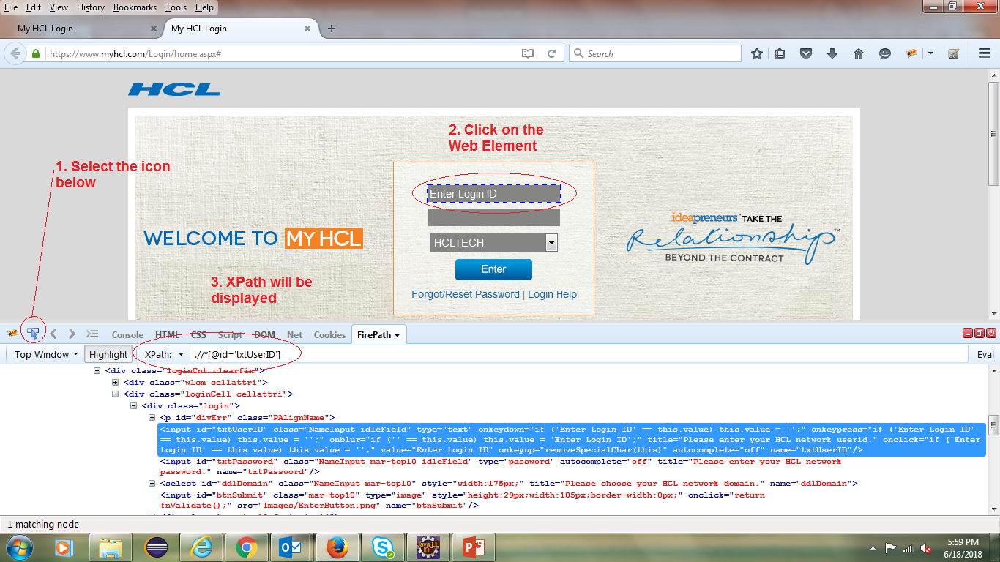 File Edit View History Bookmarks Tools Help
My HCL Login
My HCL Login
https://www.myhcl.com/Login/home.aspx#
Search
HCL
2. Click on the
Web Element
1. Select the icon
below
Enter Login ID
WELCOME TO MY HCL
HCLTECH
Enter
Forgot/Reset Password | Login Help
ideapreneurs™ TAKE THE
Relationship™
BEYOND THE CONTRACT
3. XPath will be
displayed
Console HTML CSS Script DOM Net Cookies FirePath
Top Window Highlight XPath: .//*[@id='txtUserID'] Eval
<div class="loginCnt clearfix">
<div class="wlcm cellattri">
<div class="loginCell cellattri">
<div class="login">
<p id="divErr" class="PAlignName">
<input id="txtUserID" class="NameInput idleField" type="text" onkeydown="if ('Enter Login ID' == this.value) this.value = '';" onkeypress="if ('Enter Login ID'
== this.value) this.value = '';" onblur="if ('' == this.value) this.value = 'Enter Login ID';" title="Please enter your HCL network userid." onclick="if ('Enter
Login ID' == this.value) this.value = '';" value="Enter Login ID" onkeyup="removeSpecialChar(this)" autocomplete="off" name="txtUserID"/>
<input id="txtPassword" class="NameInput mar-top10 idleField" type="password" autocomplete="off" title="Please enter your HCL network
password." name="txtPassword"/>
<select id="ddlDomain" class="NameInput mar-top10" style="width:175px;" title="Please choose your HCL network domain." name="ddlDomain">
<input id="btnSubmit" class="mar-top10" type="image" style="height:29px;width:105px;border-width:0px;" onclick="return
fnValidate();" src="Images/EnterButton.png" name="btnSubmit"/>
1 matching node
Java EE
IDE
5:59 PM
6/18/2018